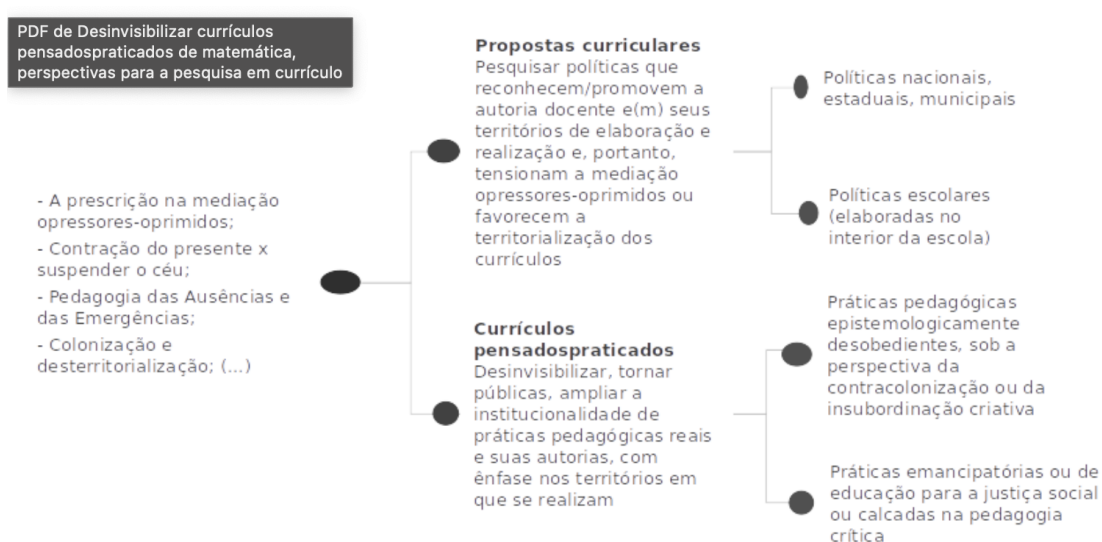 PDF de Desinvisibilizar currículos
pensadospraticados de matemática,
perspectivas para a pesquisa em currículo
- A prescrição na mediação
opressores-oprimidos;
- Contração do presente x
suspender o céu;
- Pedagogia das Ausências e
das Emergências;
- Colonização e
desterritorialização; (...)
Propostas curriculares
Pesquisar políticas que
reconhecem/promovem a
autoria docente e(m) seus
territórios de elaboração e
realização e, portanto,
tensionam a mediação
opressores-oprimidos ou
favorecem a
territorialização dos
currículos
Políticas nacionais,
estaduais, municipais
Políticas escolares
(elaboradas no
interior da escola)
Currículos
pensadospraticados
Desinvisibilizar, tornar
públicas, ampliar a
institucionalidade de
práticas pedagógicas reais
e suas autorias, com
ênfase nos territórios em
que se realizam
Práticas pedagógicas
epistemologicamente
desobedientes, sob a
perspectiva da
contracolonização ou da
insubordinação criativa
Práticas emancipatórias ou de
educação para a justiça social
ou calcadas na pedagogia
crítica